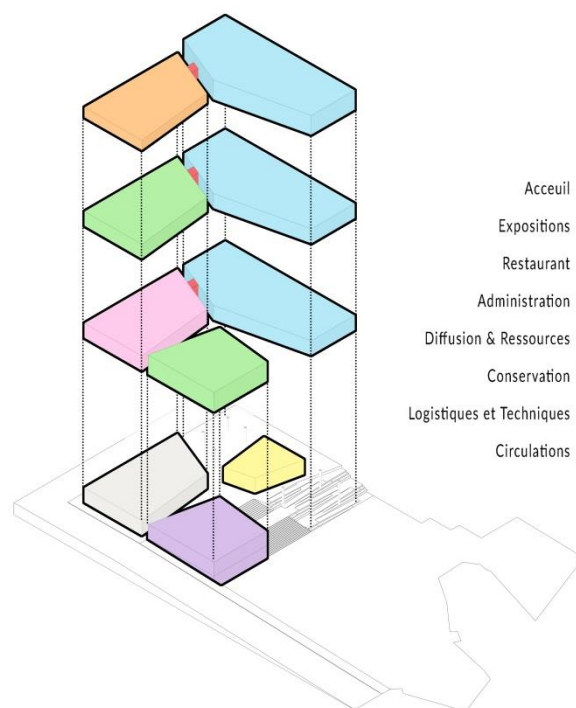 Acceuil
Expositions
Restaurant
Administration
Diffusion & Ressources
Conservation
Logistiques et Techniques
Circulations